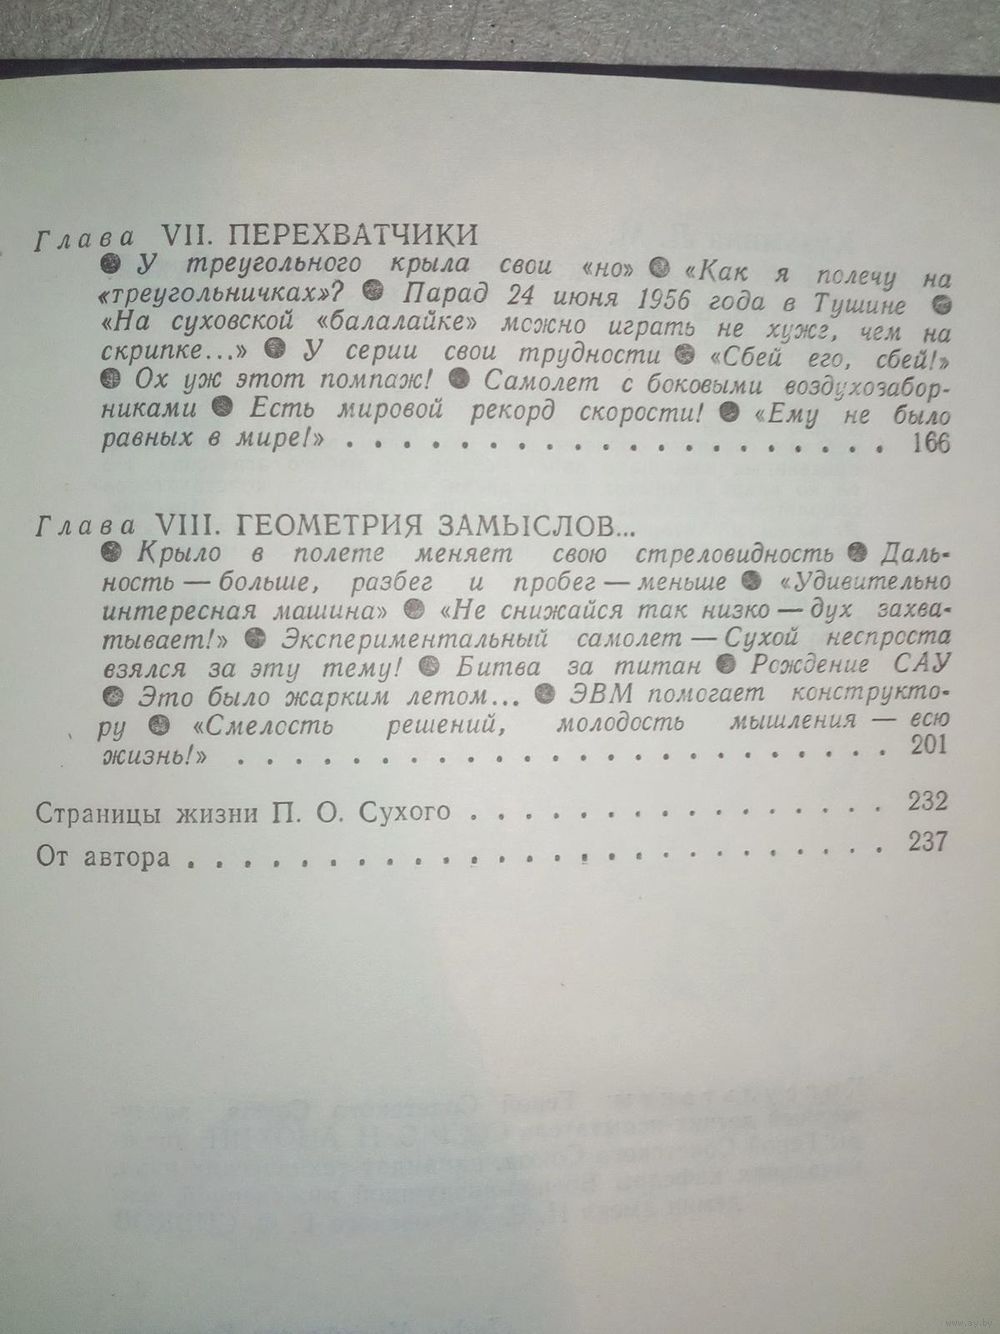 Глава VII. ПЕРЕХВАТЧИКИ
● У треугольного крыла свои «но» ● «Как я полечу на
«треугольничках»? ● Парад 24 июня 1956 года в Тушине ●
«На суховской «балалайке» можно играть не хуже, чем на
скрипке...» ● У серии свои трудности ● «Сбей его, сбей!»
● Ох уж этот помпаж! ● Самолет с боковыми воздухозабор-
никами ● Есть мировой рекорд скорости! ● «Ему не было
равных в мире!» . . . . . . . . . . . . . . . . . . . 166
Глава VIII. ГЕОМЕТРИЯ ЗАМЫСЛОВ...
● Крыло в полете меняет свою стреловидность ● Даль-
ность — больше, разбег и пробег — меньше ● «Удивительно
интересная машина» ● «Не снижайся так низко — дух захва-
тывает!» ● Экспериментальный самолет — Сухой неспроста
взялся за эту тему! ● Битва за титан ● Рождение САУ
● Это было жарким летом... ● ЭВМ помогает конструкто-
ру ● «Смелость решений, молодость мышления — всю
жизнь!» . . . . . . . . . . . . . . . . . . . . . . . 201
Страницы жизни П. О. Сухого . . . . . . . . . . . . . . . 232
От автора . . . . . . . . . . . . . . . . . . . . . . . . . 237
www.ay.by